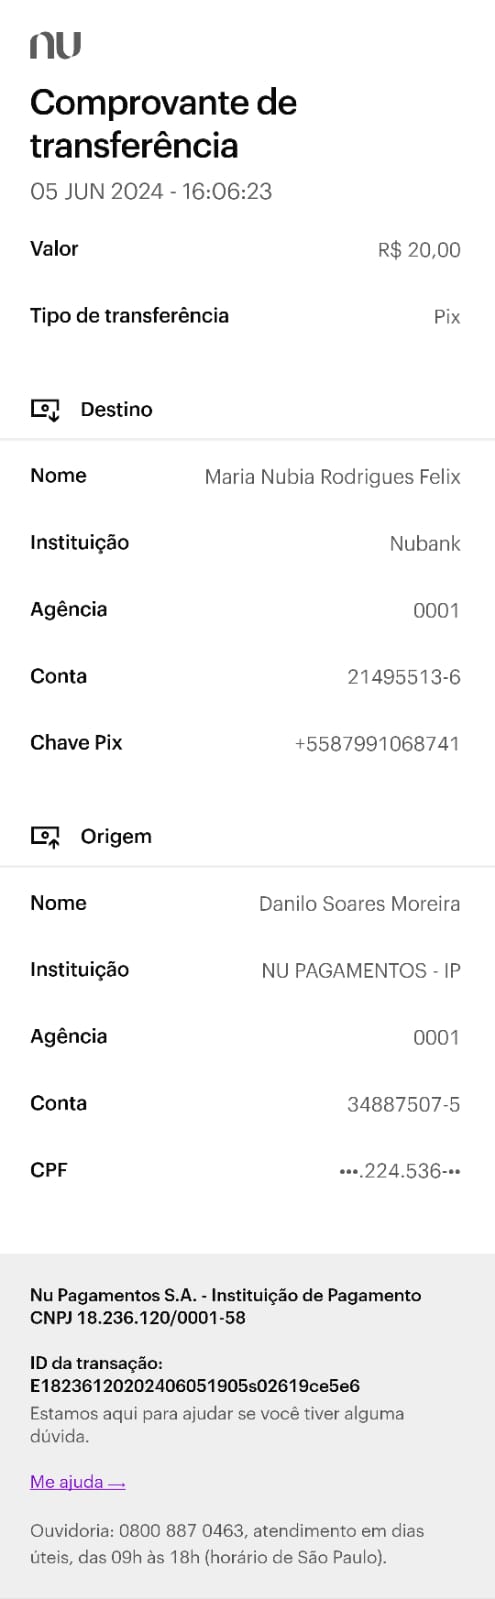 nu
Comprovante de
transferência
05 JUN 2024 - 16:06:23
Valor R$ 20,00
Tipo de transferência Pix
Destino
Nome Maria Nubia Rodrigues Felix
Instituição Nubank
Agência 0001
Conta 21495513-6
Chave Pix +5587991068741
Origem
Nome Danilo Soares Moreira
Instituição NU PAGAMENTOS - IP
Agência 0001
Conta 34887507-5
CPF •••.224.536-••
Nu Pagamentos S.A. - Instituição de Pagamento
CNPJ 18.236.120/0001-58
ID da transação:
E18236120202406051905s02619ce5e6
Estamos aqui para ajudar se você tiver alguma
dúvida.
Me ajuda →
Ouvidoria: 0800 887 0463, atendimento em dias
úteis, das 09h às 18h (horário de São Paulo).